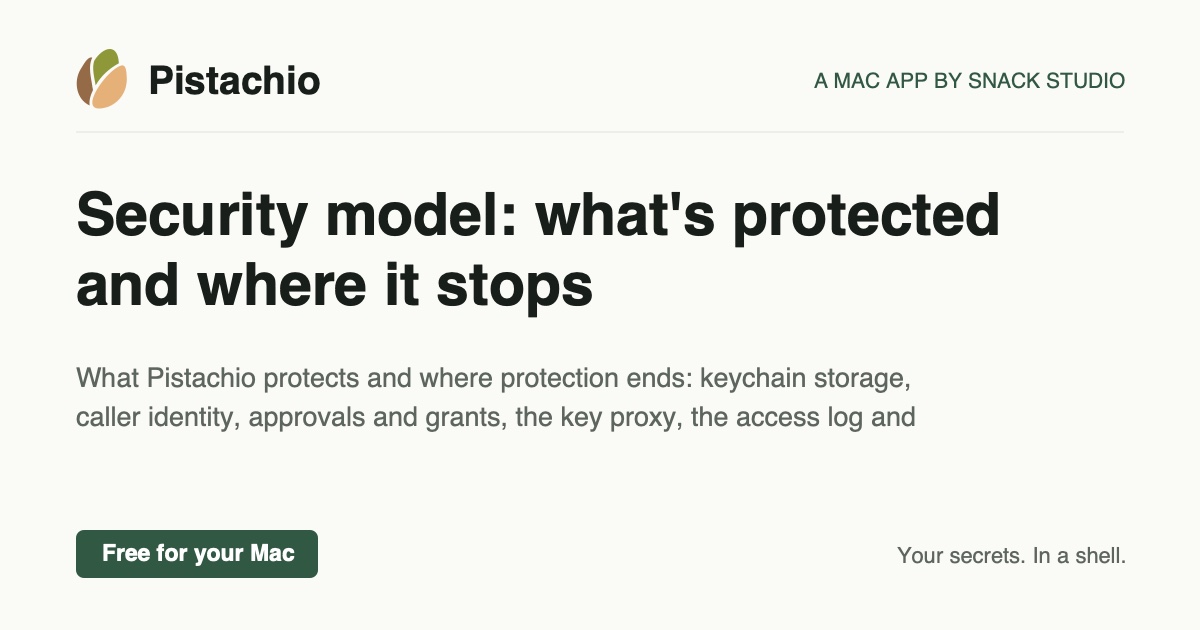 Pistachio
A MAC APP BY SNACK STUDIO
Security model: what's protected
and where it stops
What Pistachio protects and where protection ends: keychain storage,
caller identity, approvals and grants, the key proxy, the access log and
Free for your Mac
Your secrets. In a shell.